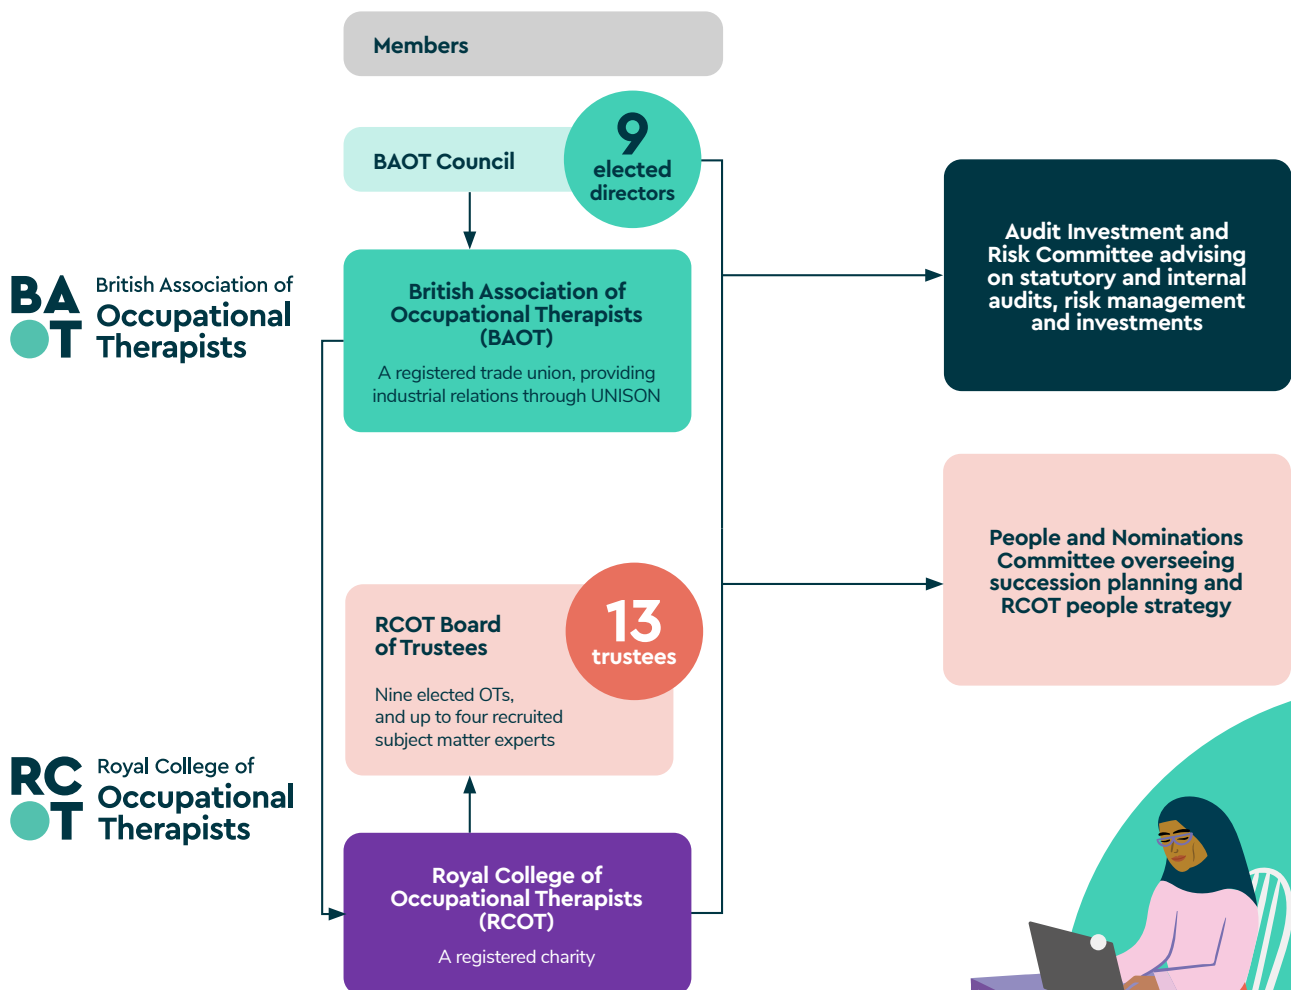 Members
BAOT Council
9
elected
directors
British Association of
Occupational Therapists
(BAOT)
A registered trade union, providing
industrial relations through UNISON
BA
OT
British Association of
Occupational
Therapists
Audit Investment and
Risk Committee advising
on statutory and internal
audits, risk management
and investments
People and Nominations
Committee overseeing
succession planning and
RCOT people strategy
RCOT Board
of Trustees
Nine elected OTs,
and up to four recruited
subject matter experts
13
trustees
RC
OT
Royal College of
Occupational
Therapists
Royal College of
Occupational Therapists
(RCOT)
A registered charity